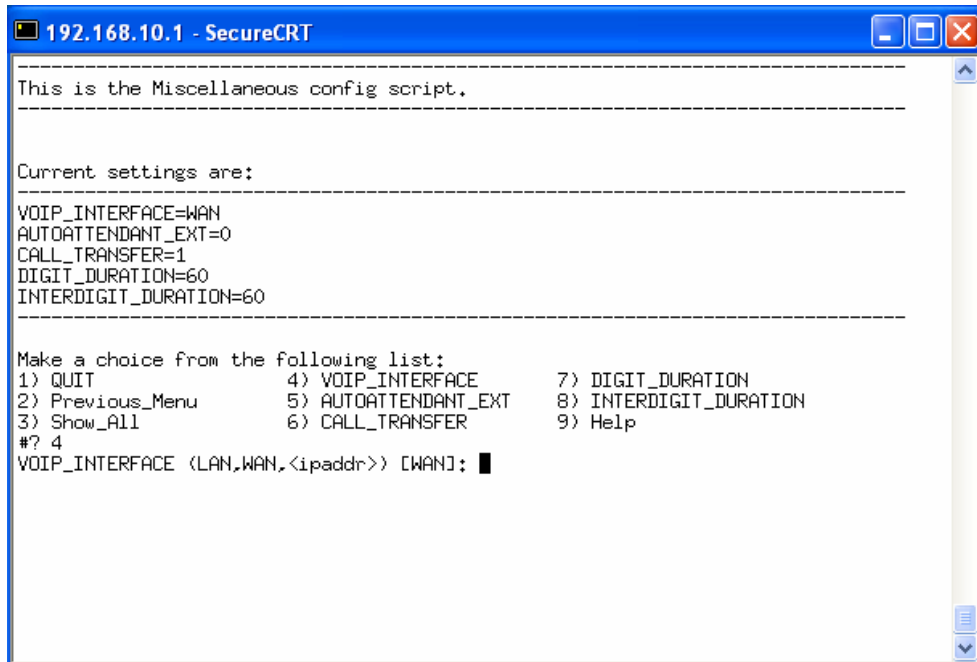 192.168.10.1 - SecureCRT
--------------------------------------------------------------------------------
This is the Miscellaneous config script.
--------------------------------------------------------------------------------
Current settings are:
--------------------------------------------------------------------------------
VOIP_INTERFACE=WAN
AUTOATTENDANT_EXT=0
CALL_TRANSFER=1
DIGIT_DURATION=60
INTERDIGIT_DURATION=60
--------------------------------------------------------------------------------
Make a choice from the following list:
1) QUIT 4) VOIP_INTERFACE 7) DIGIT_DURATION
2) Previous_Menu 5) AUTOATTENDANT_EXT 8) INTERDIGIT_DURATION
3) Show_All 6) CALL_TRANSFER 9) Help
#? 4
VOIP_INTERFACE (LAN,WAN,<ipaddr>) [WAN]: